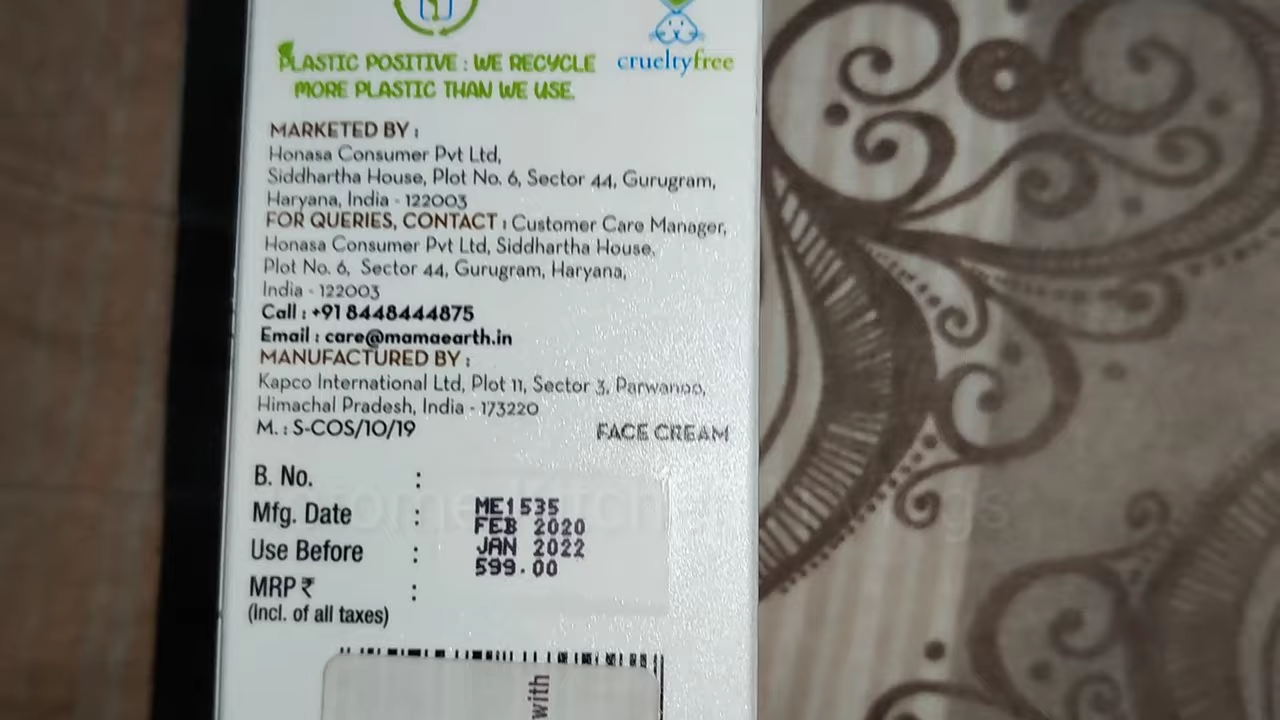 PLASTIC POSITIVE : WE RECYCLE
MORE PLASTIC THAN WE USE.
crueltyfree
MARKETED BY :
Honasa Consumer Pvt Ltd,
Siddhartha House, Plot No. 6, Sector 44, Gurugram,
Haryana, India - 122003
FOR QUERIES, CONTACT : Customer Care Manager,
Honasa Consumer Pvt Ltd, Siddhartha House,
Plot No. 6, Sector 44, Gurugram, Haryana,
India - 122003
Call : +91 8448444875
Email : care@mamaearth.in
MANUFACTURED BY :
Kapco International Ltd, Plot 11, Sector 3, Parwanoo,
Himachal Pradesh, India - 173220
M. : S-COS/10/19
FACE CREAM
B. No. :
ME1535
Mfg. Date :
FEB 2020
Use Before :
JAN 2022
MRP ₹ :
599.00
(Incl. of all taxes)
with